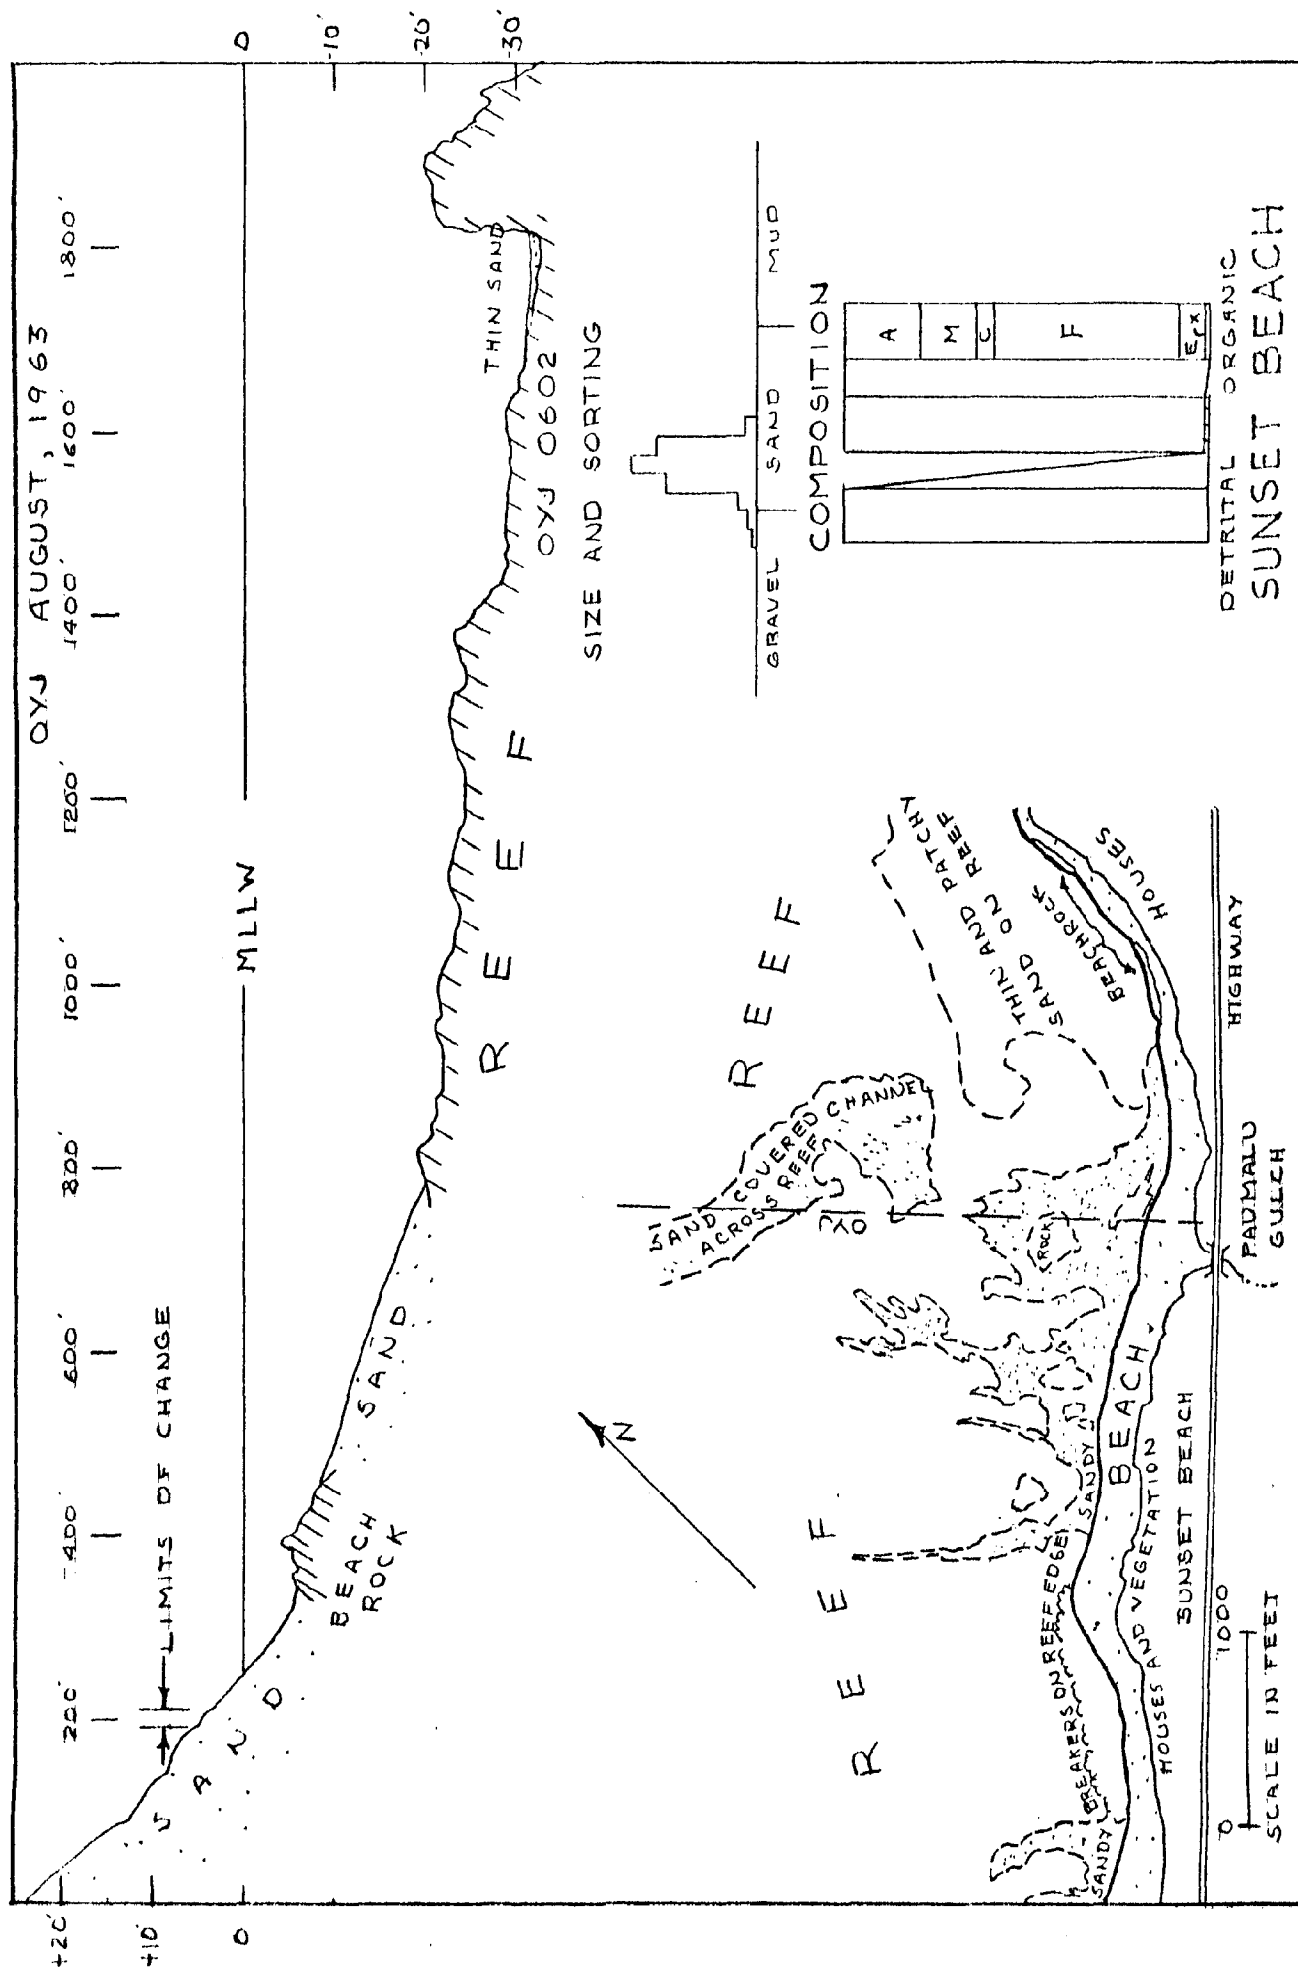 OYJ AUGUST, 1963
200' 400' 600' 800' 1000' 1200' 1400' 1600' 1800'
+20'
+10'
0
0
-10'
-20'
-30'
LIMITS OF CHANGE
MLLW
SAND
BEACH
ROCK
SAND
REEF
THIN SAND
OYJ 0602
SIZE AND SORTING
GRAVEL SAND MUD
COMPOSITION
A
M
C
F
E, x
DETRITAL ORGANIC
SUNSET BEACH
N
REEF
REEF
SAND COVERED CHANNEL
ACROSS REEF
OYJ
THIN AND PATCHY
SAND ON REEF
ROCK
BEACHROCK
HOUSES
SANDY
BREAKERS ON REEF EDGE
SANDY
BEACH
HOUSES AND VEGETATION
SUNSET BEACH
HIGHWAY
PAUMALU
GULCH
0 1000
SCALE IN FEET